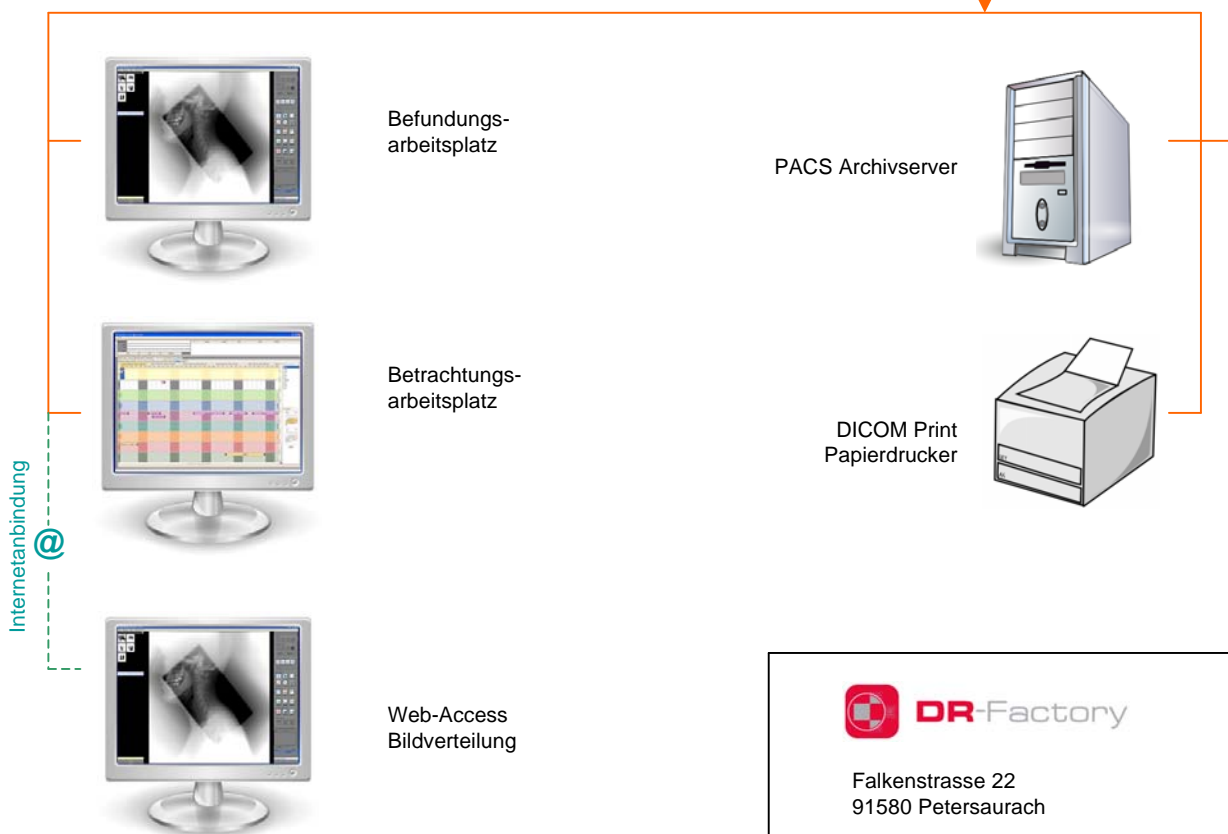 Befundungs-
arbeitsplatz
PACS Archivserver
Betrachtungs-
arbeitsplatz
DICOM Print
Papierdrucker
Internetanbindung
@
Web-Access
Bildverteilung
DR-Factory
Falkenstrasse 22
91580 Petersaurach